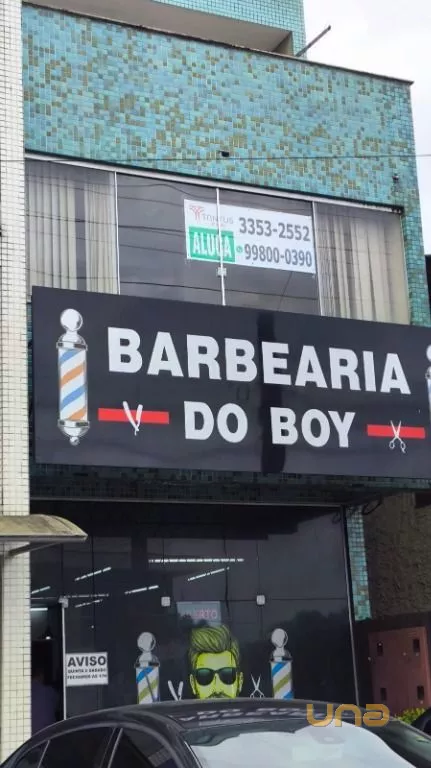 ALUGA
3353-2552
99800-0390
BARBEARIA
DO BOY
AVISO
una